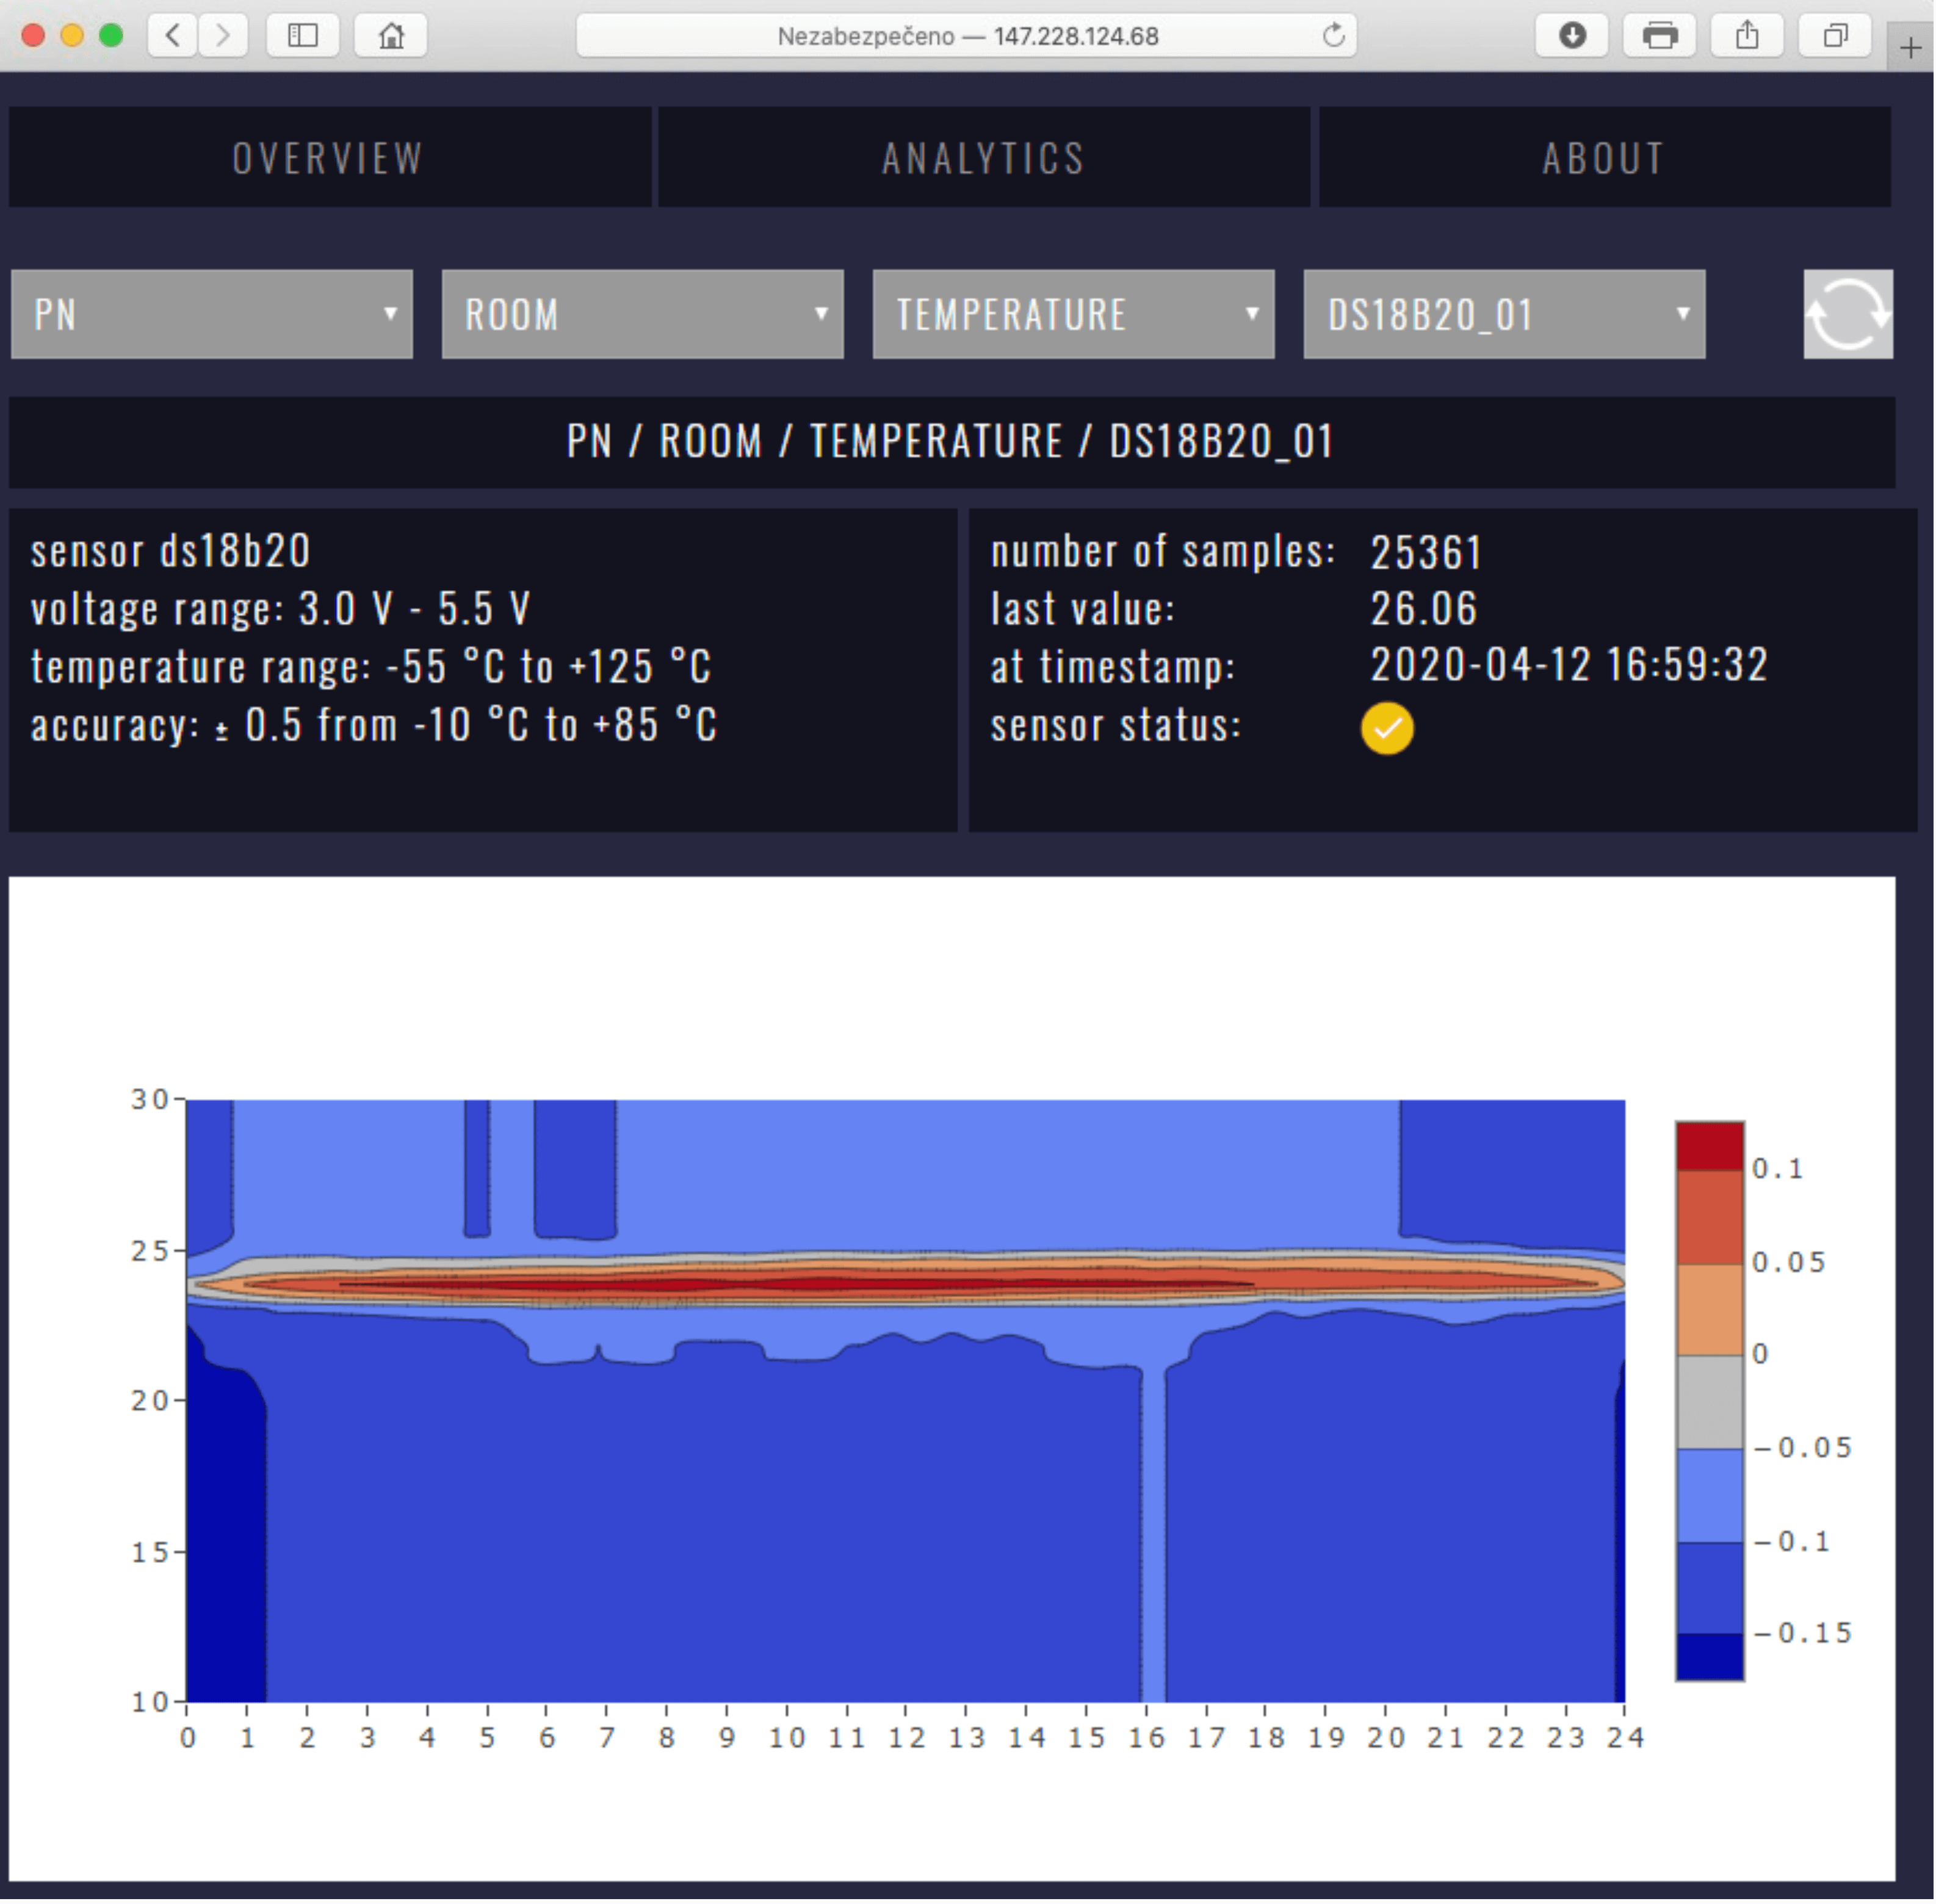 Nezabezpečeno — 147.228.124.68
OVERVIEW ANALYTICS ABOUT
PN ROOM TEMPERATURE DS18B20_01
PN / ROOM / TEMPERATURE / DS18B20_01
sensor ds18b20
voltage range: 3.0 V - 5.5 V
temperature range: -55 °C to +125 °C
accuracy: ± 0.5 from -10 °C to +85 °C
number of samples: 25361
last value: 26.06
at timestamp: 2020-04-12 16:59:32
sensor status:
30
25
20
15
10
0 1 2 3 4 5 6 7 8 9 10 11 12 13 14 15 16 17 18 19 20 21 22 23 24
0.1
0.05
0
−0.05
−0.1
−0.15